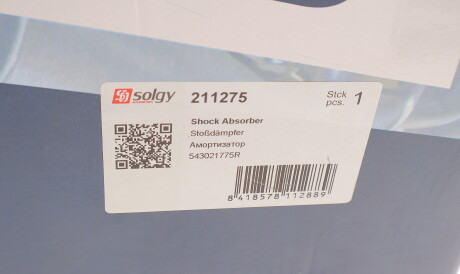 solgy 211275 Stck pcs. 1
Shock Absorber
Stoßdämpfer
Амортизатор
543021775R
8 418578 112889